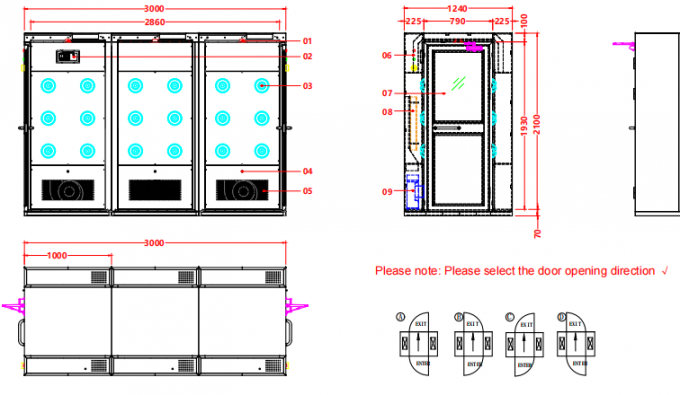 3000
2860
01
02
03
04
05
1240
225
790
225
100
06
07
08
09
1930
2100
70
3000
1000
Please note: Please select the door opening direction √
A
B
C
D
EXIT
EXIT
EXIT
EXIT
ENTER
ENTER
ENTER
ENTER